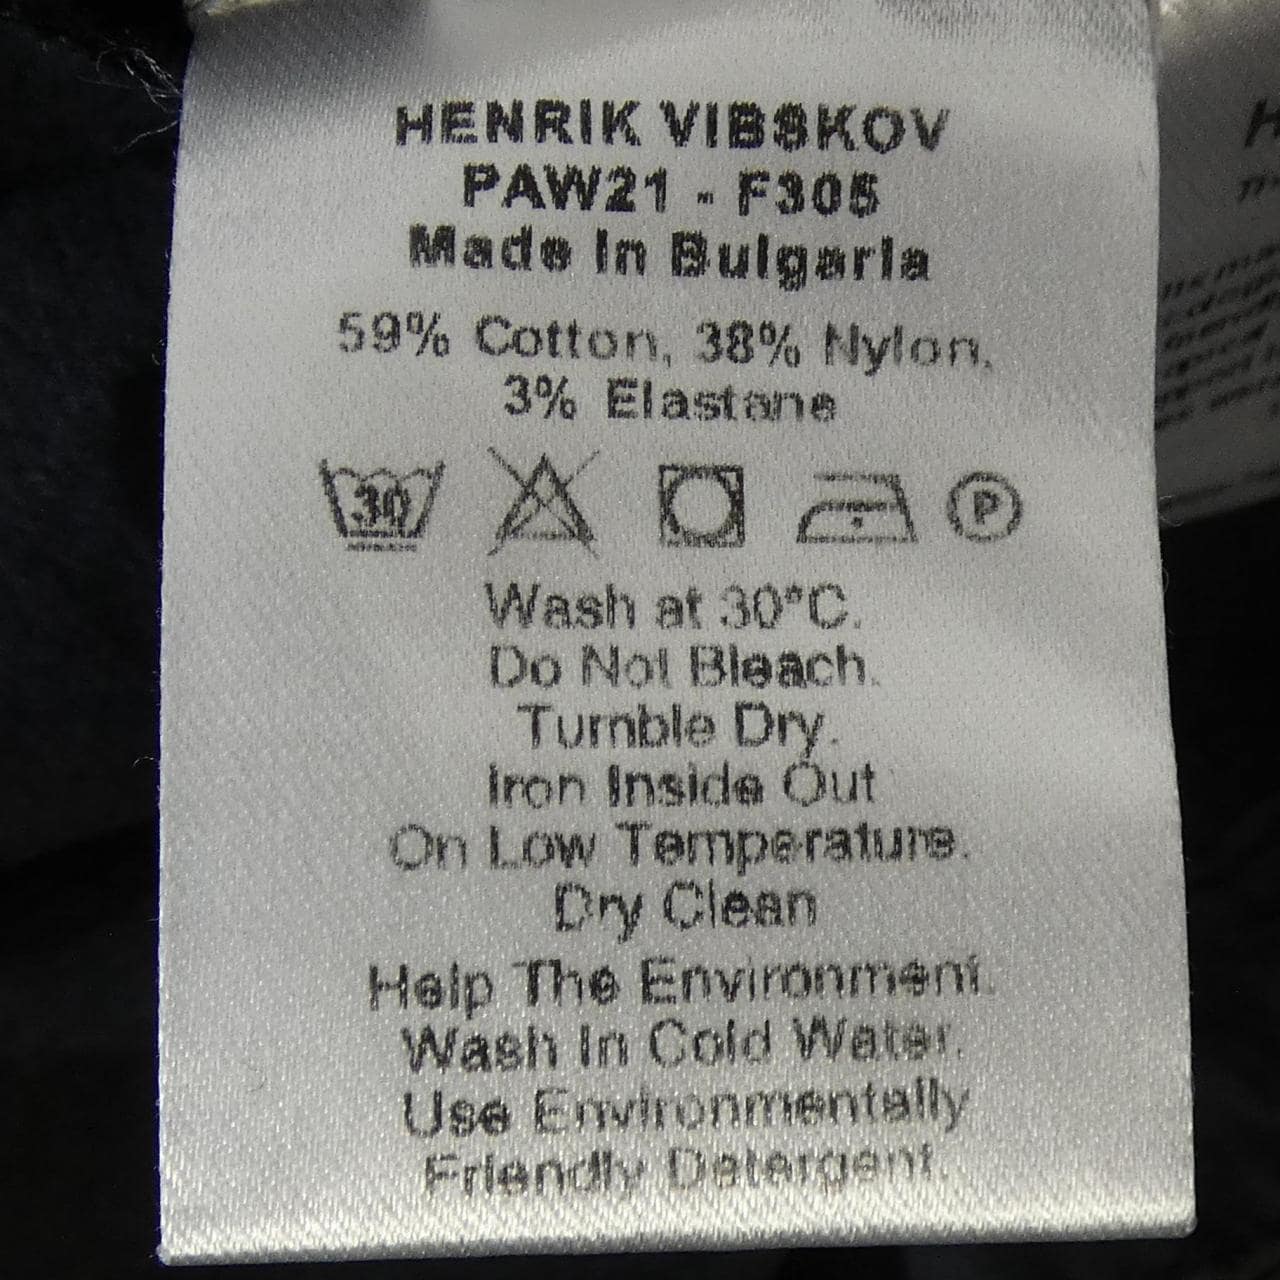 HENRIK VIBSKOV
PAW21 - F305
Made In Bulgaria
59% Cotton, 38% Nylon,
3% Elastane
30
P
Wash at 30°C.
Do Not Bleach.
Tumble Dry.
Iron Inside Out
On Low Temperature.
Dry Clean
Help The Environment.
Wash In Cold Water.
Use Environmentally
Friendly Detergent.